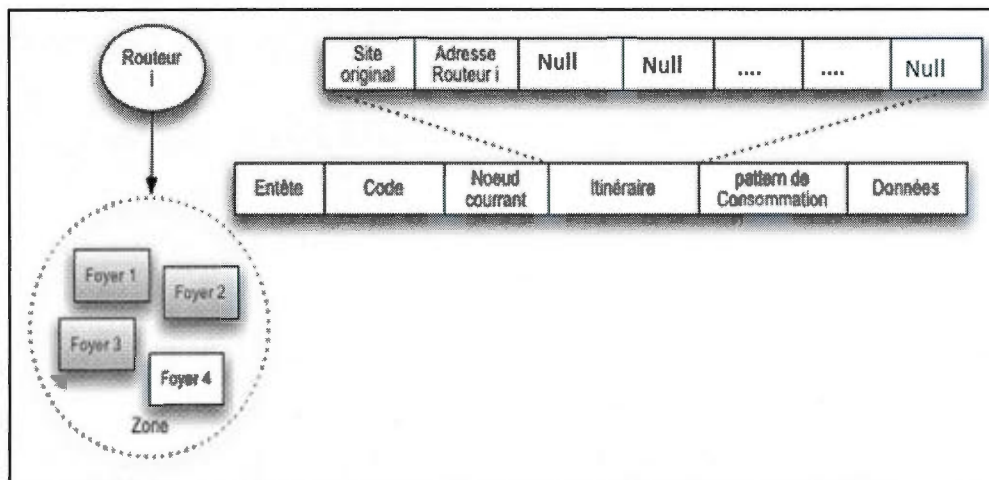 Routeur
i
Site
original
Adresse
Routeur i
Null
Null
....
....
Null
Entête
Code
Noeud
courrant
Itinéraire
pattern de
Consommation
Données
Foyer 1
Foyer 2
Foyer 3
Foyer 4
Zone